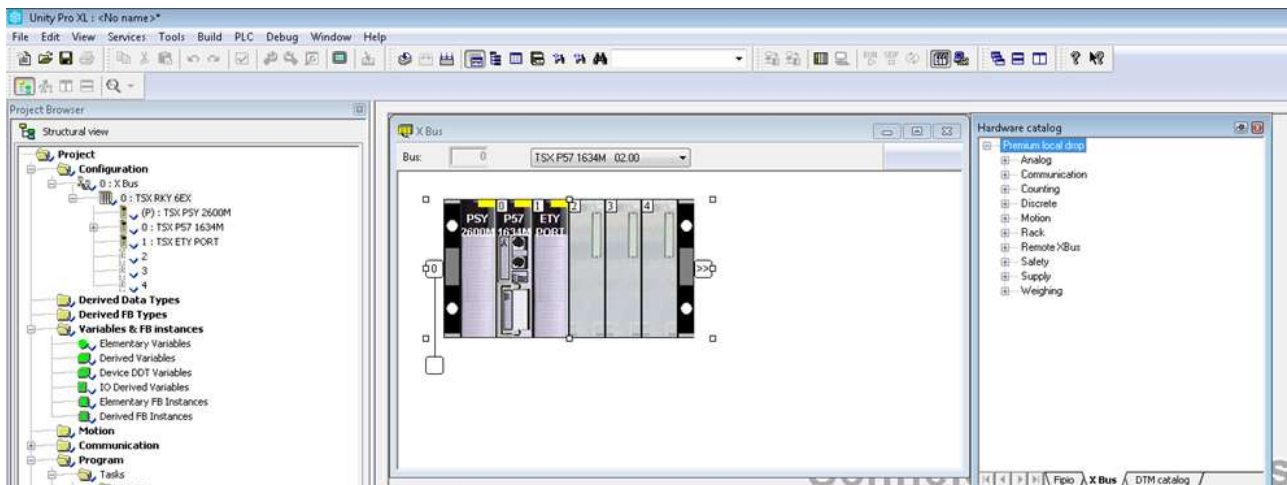 Unity Pro XL : <No name>*
File Edit View Services Tools Build PLC Debug Window Help
Project Browser
Structural view
Project
Configuration
0 : X Bus
0 : TSX RKY 6EX
(P) : TSX PSY 2600M
0 : TSX P57 1634M
1 : TSX ETY PORT
2
3
4
Derived Data Types
Derived FB Types
Variables & FB instances
Elementary Variables
Derived Variables
Device DDT Variables
IO Derived Variables
Elementary FB Instances
Derived FB Instances
Motion
Communication
Program
Tasks
X Bus
Bus: 0 TSX P57 1634M 02.00
0 1 2 3 4
PSY P57 ETY
2600M 1634M PORT
0 >>
Hardware catalog
Premium local drop
Analog
Communication
Counting
Discrete
Motion
Rack
Remote XBus
Safety
Supply
Weighing
Fipio X Bus DTM catalog